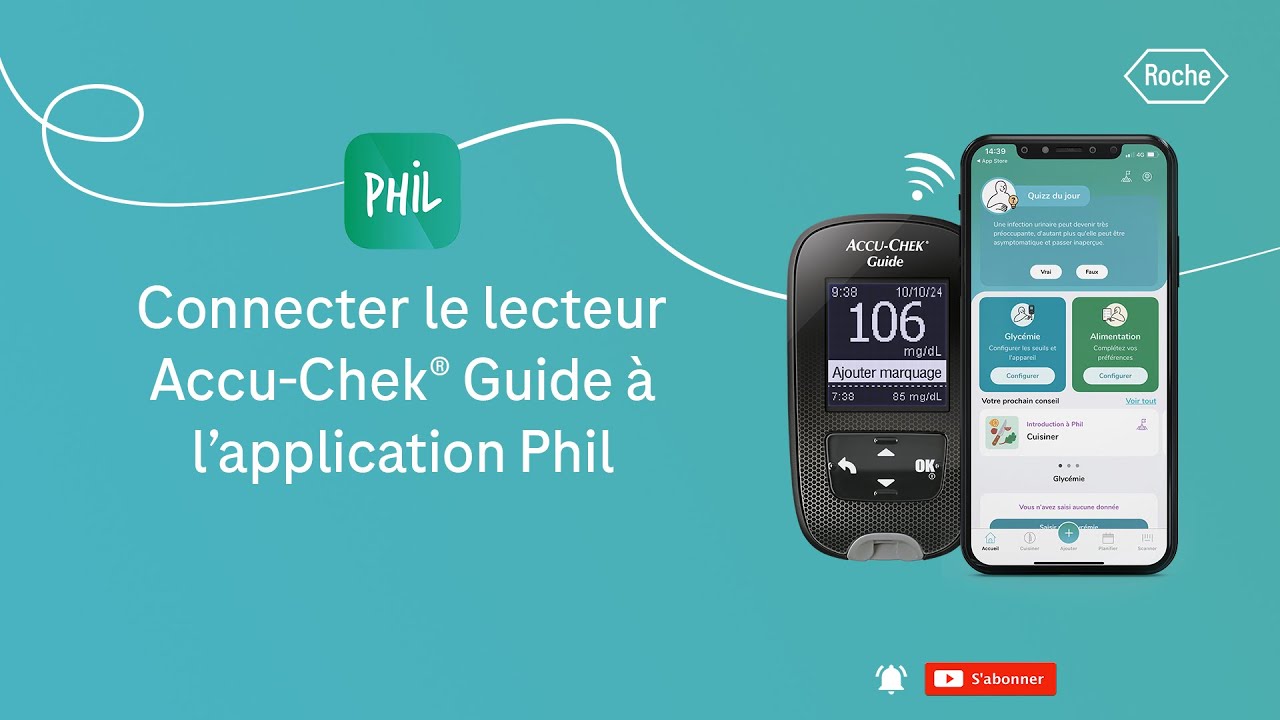 Roche
PHIL
Connecter le lecteur
Accu-Chek® Guide à
l'application Phil
ACCU-CHEK®
Guide
9:38 10/10/24
106
mg/dL
Ajouter marquage
7:38 85 mg/dL
OK
14:39 4G
App Store
Quizz du jour
Une infection urinaire peut devenir très
préoccupante, d'autant plus qu'elle peut être
asymptomatique et passer inaperçue.
Vrai Faux
Glycémie
Configurer les seuils et
l'appareil
Configurer
Alimentation
Complétez vos
préférences.
Configurer
Votre prochain conseil Voir tout
Introduction à Phil
Cuisiner
Glycémie
Vous n'avez saisi aucune donnée
Accueil Cuisiner Ajouter Planifier Scanner
S'abonner